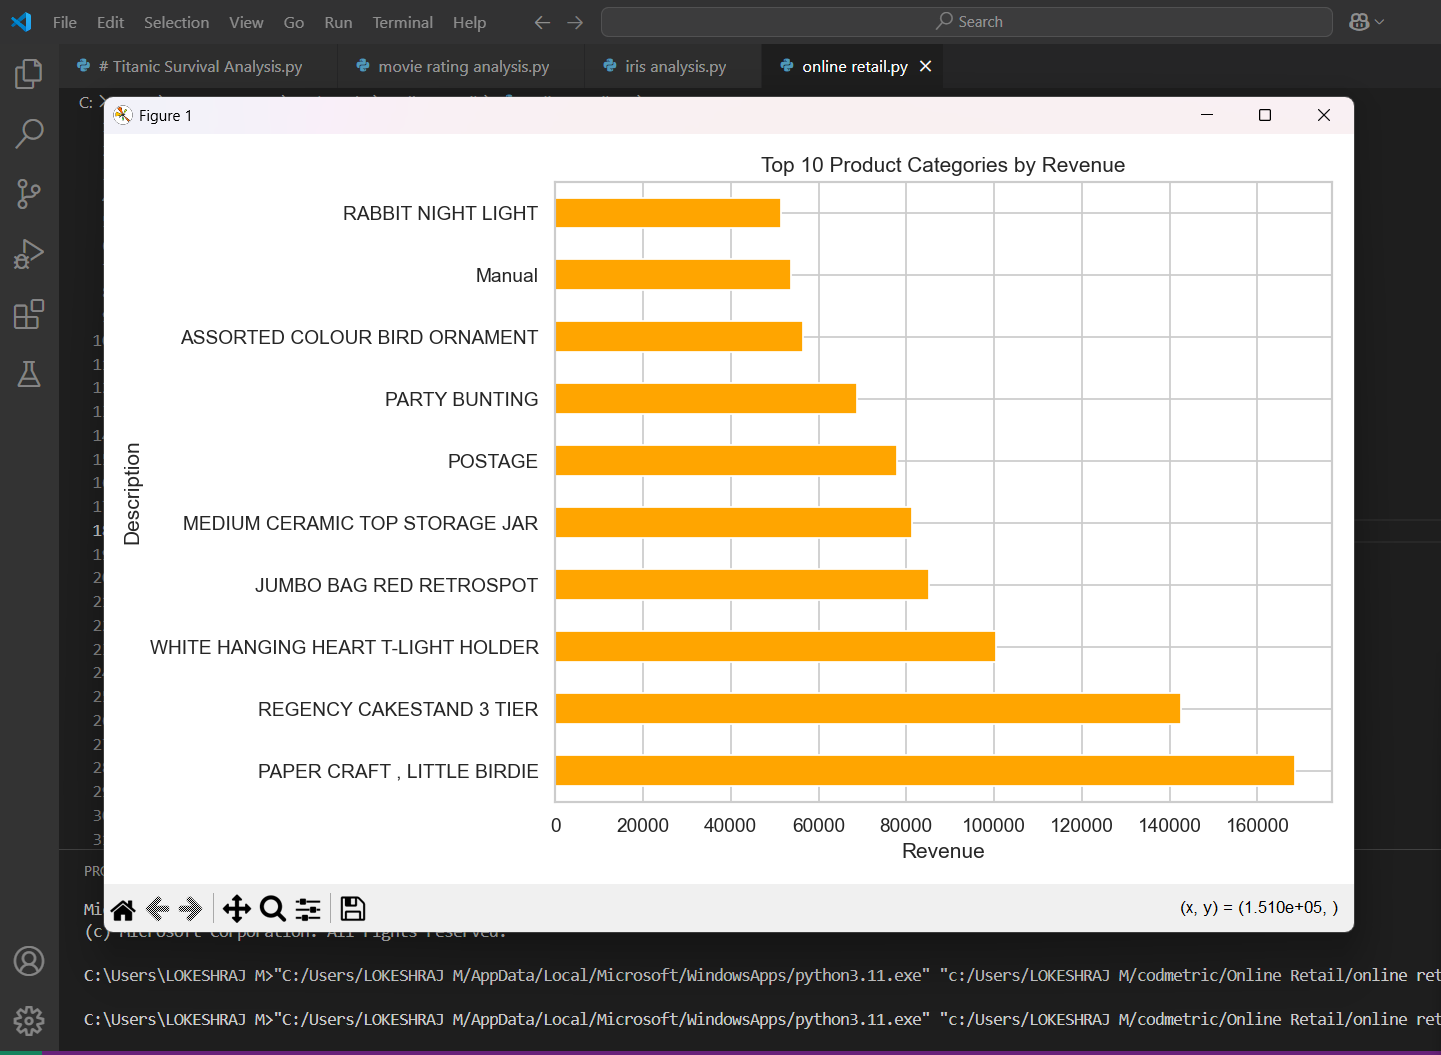 File Edit Selection View Go Run Terminal Help
Search
# Titanic Survival Analysis.py
movie rating analysis.py
iris analysis.py
online retail.py
C:
Figure 1
Top 10 Product Categories by Revenue
RABBIT NIGHT LIGHT
Manual
ASSORTED COLOUR BIRD ORNAMENT
PARTY BUNTING
POSTAGE
MEDIUM CERAMIC TOP STORAGE JAR
JUMBO BAG RED RETROSPOT
WHITE HANGING HEART T-LIGHT HOLDER
REGENCY CAKESTAND 3 TIER
PAPER CRAFT , LITTLE BIRDIE
Description
0 20000 40000 60000 80000 100000 120000 140000 160000
Revenue
(x, y) = (1.510e+05, )
(c) Microsoft Corporation. All rights reserved.
C:\Users\LOKESHRAJ M>"C:/Users/LOKESHRAJ M/AppData/Local/Microsoft/WindowsApps/python3.11.exe" "c:/Users/LOKESHRAJ M/codmetric/Online Retail/online ret
C:\Users\LOKESHRAJ M>"C:/Users/LOKESHRAJ M/AppData/Local/Microsoft/WindowsApps/python3.11.exe" "c:/Users/LOKESHRAJ M/codmetric/Online Retail/online ret